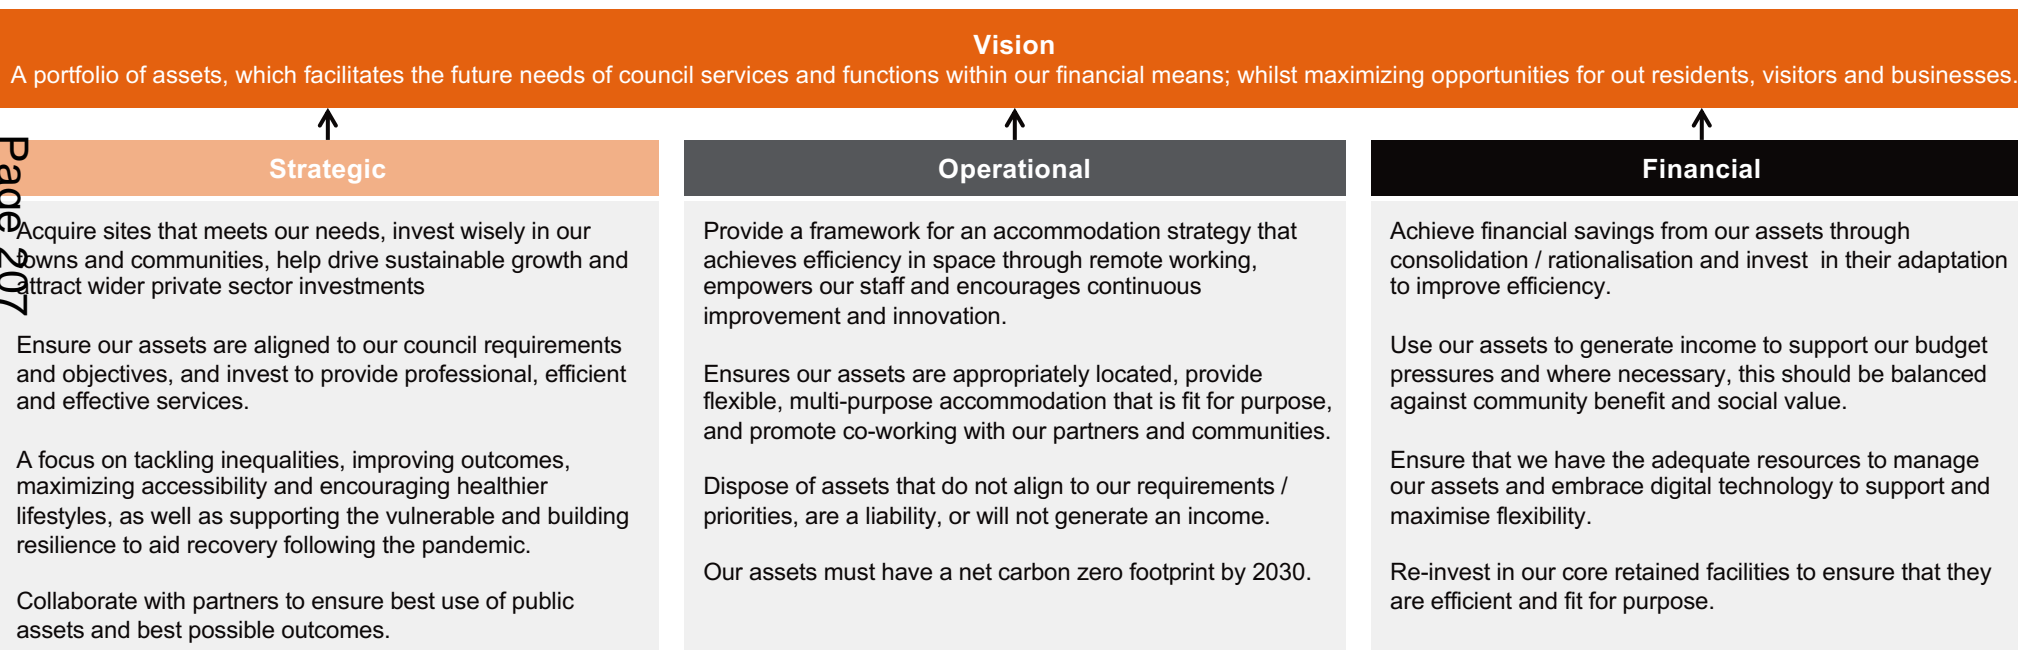 Vision
A portfolio of assets, which facilitates the future needs of council services and functions within our financial means; whilst maximizing opportunities for out residents, visitors and businesses.
Page 207
Strategic
Acquire sites that meets our needs, invest wisely in our
towns and communities, help drive sustainable growth and
attract wider private sector investments
Ensure our assets are aligned to our council requirements
and objectives, and invest to provide professional, efficient
and effective services.
A focus on tackling inequalities, improving outcomes,
maximizing accessibility and encouraging healthier
lifestyles, as well as supporting the vulnerable and building
resilience to aid recovery following the pandemic.
Collaborate with partners to ensure best use of public
assets and best possible outcomes.
Operational
Provide a framework for an accommodation strategy that
achieves efficiency in space through remote working,
empowers our staff and encourages continuous
improvement and innovation.
Ensures our assets are appropriately located, provide
flexible, multi-purpose accommodation that is fit for purpose,
and promote co-working with our partners and communities.
Dispose of assets that do not align to our requirements /
priorities, are a liability, or will not generate an income.
Our assets must have a net carbon zero footprint by 2030.
Financial
Achieve financial savings from our assets through
consolidation / rationalisation and invest in their adaptation
to improve efficiency.
Use our assets to generate income to support our budget
pressures and where necessary, this should be balanced
against community benefit and social value.
Ensure that we have the adequate resources to manage
our assets and embrace digital technology to support and
maximise flexibility.
Re-invest in our core retained facilities to ensure that they
are efficient and fit for purpose.